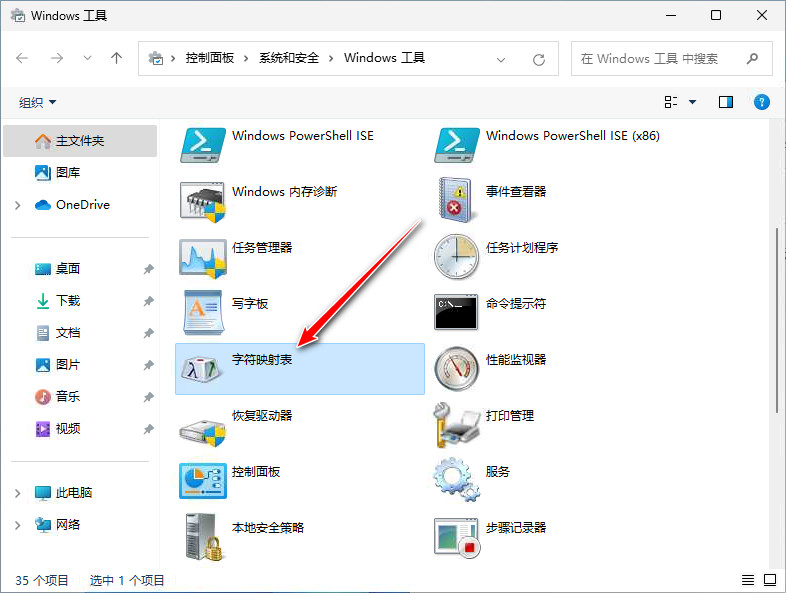 Windows 工具
控制面板 > 系统和安全 > Windows 工具
在 Windows 工具 中搜索
组织
主文件夹
图库
OneDrive
桌面
下载
文档
图片
音乐
视频
此电脑
网络
Windows PowerShell ISE
Windows PowerShell ISE (x86)
Windows 内存诊断
事件查看器
任务管理器
任务计划程序
写字板
命令提示符
C:\_
字符映射表
性能监视器
恢复驱动器
打印管理
控制面板
服务
本地安全策略
步骤记录器
35 个项目
选中 1 个项目